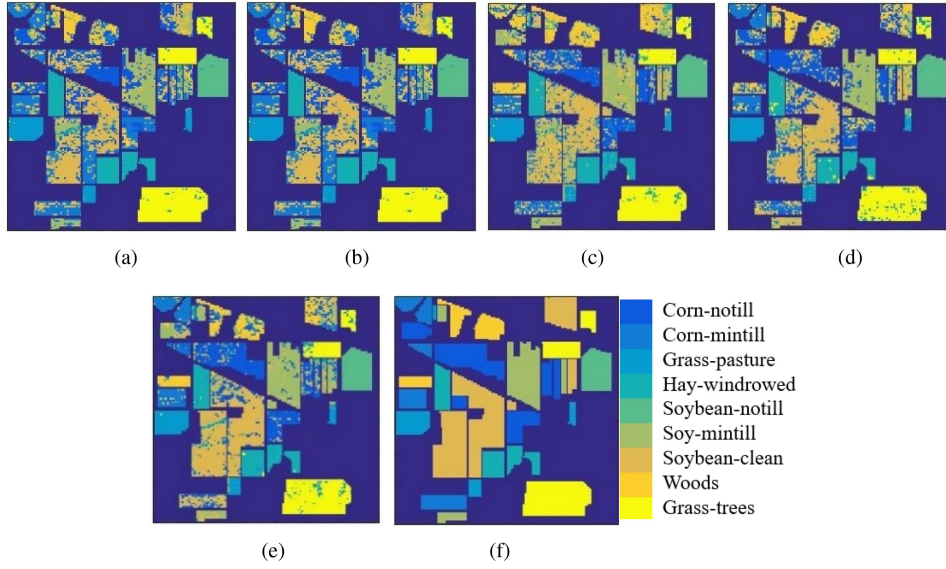 (a)
(b)
(c)
(d)
Corn-notill
Corn-mintill
Grass-pasture
Hay-windrowed
Soybean-notill
Soy-mintill
Soybean-clean
Woods
Grass-trees
(e)
(f)